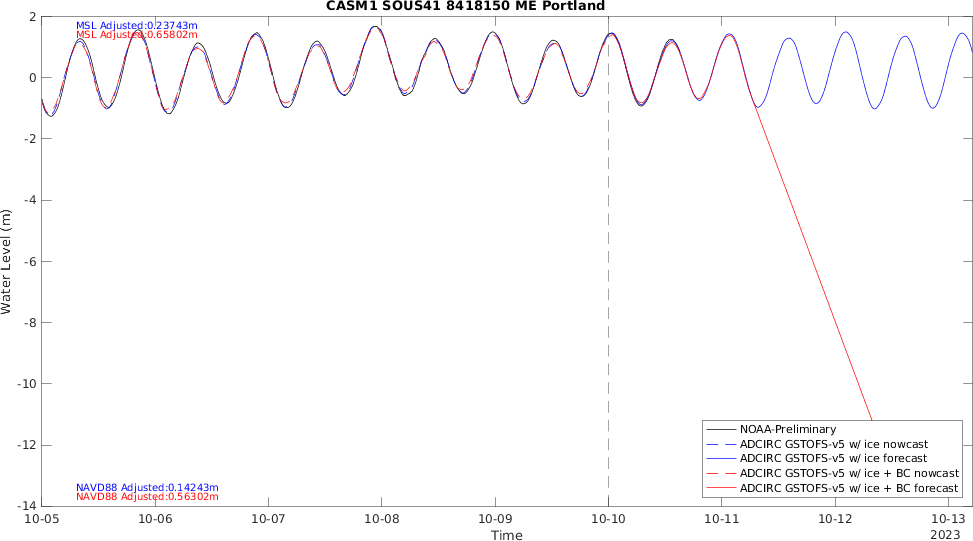 CASM1 SOUS41 8418150 ME Portland
MSL Adjusted:0.23743m
MSL Adjusted:0.65802m
2
0
-2
-4
-6
-8
-10
-12
-14
Water Level (m)
NAVD88 Adjusted:0.14243m
NAVD88 Adjusted:0.56302m
NOAA-Preliminary
ADCIRC GSTOFS-v5 w/ ice nowcast
ADCIRC GSTOFS-v5 w/ ice forecast
ADCIRC GSTOFS-v5 w/ ice + BC nowcast
ADCIRC GSTOFS-v5 w/ ice + BC forecast
10-05 10-06 10-07 10-08 10-09 10-10 10-11 10-12 10-13
Time 2023